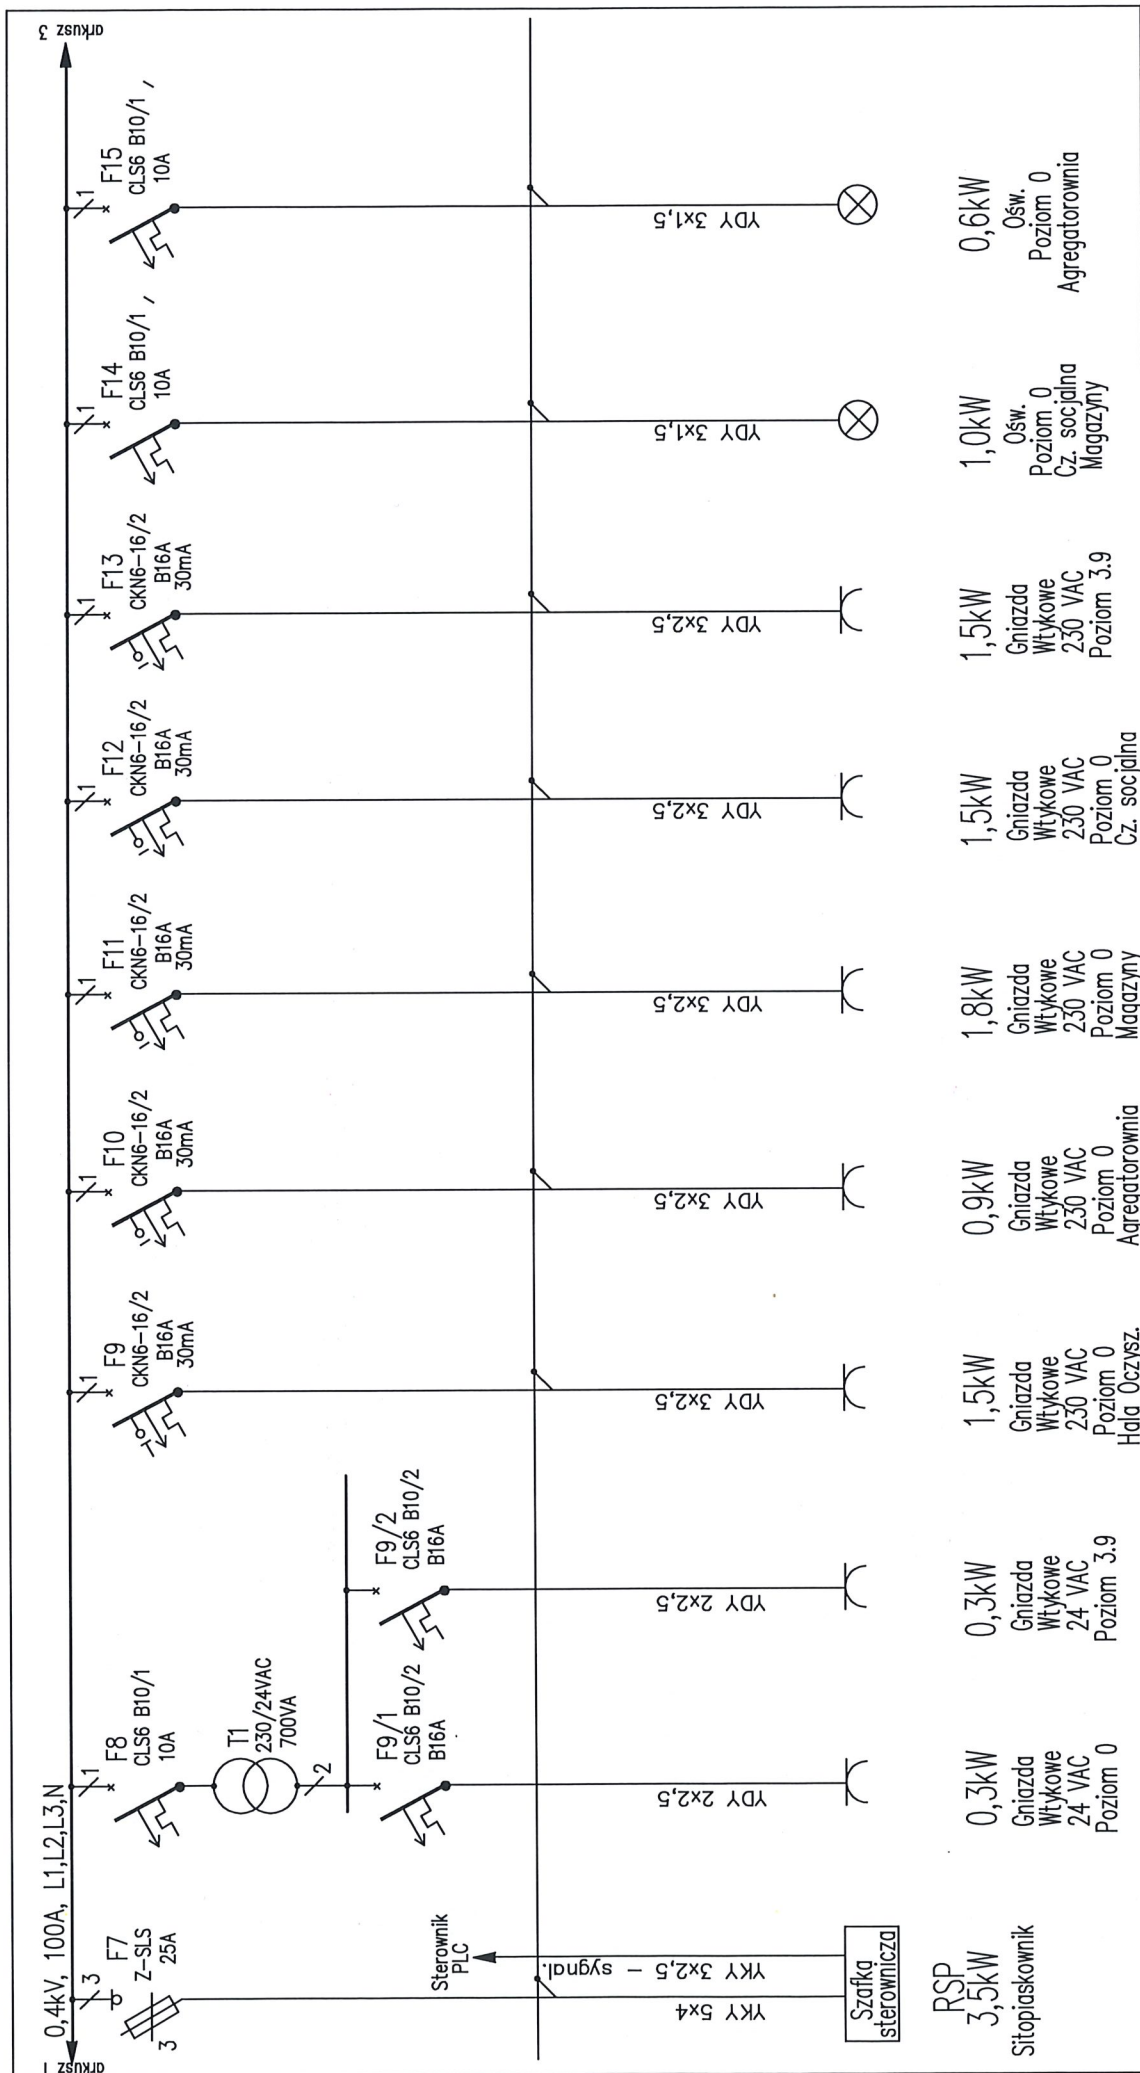 0,4kV, 100A, L1,L2,L3,N
arkusz 1
arkusz 3
3
F7
Z-SLS
25A
3
Sterownik
PLC
YKY 3x2,5 – sygnal.
YKY 5x4
Szafka
sterownicza
RSP
3,5kW
Sitopiaskownik
1
F8
CLS6 B10/1
10A
T1
230/24VAC
700VA
2
F9/1
CLS6 B10/2
B16A
YDY 2x2,5
0,3kW
Gniazda
Wtykowe
24 VAC
Poziom 0
F9/2
CLS6 B10/2
B16A
YDY 2x2,5
0,3kW
Gniazda
Wtykowe
24 VAC
Poziom 3.9
1
F9
CKN6-16/2
B16A
30mA
YDY 3x2,5
1,5kW
Gniazda
Wtykowe
230 VAC
Poziom 0
Hala Oczysz.
1
F10
CKN6-16/2
B16A
30mA
YDY 3x2,5
0,9kW
Gniazda
Wtykowe
230 VAC
Poziom 0
Agregatorownia
1
F11
CKN6-16/2
B16A
30mA
YDY 3x2,5
1,8kW
Gniazda
Wtykowe
230 VAC
Poziom 0
Magazyny
1
F12
CKN6-16/2
B16A
30mA
YDY 3x2,5
1,5kW
Gniazda
Wtykowe
230 VAC
Poziom 0
Cz. socjalna
1
F13
CKN6-16/2
B16A
30mA
YDY 3x2,5
1,5kW
Gniazda
Wtykowe
230 VAC
Poziom 3.9
1
F14
CLS6 B10/1 ,
10A
YDY 3x1,5
1,0kW
Ośw.
Poziom 0
Cz. socjalna
Magazyny
1
F15
CLS6 B10/1 ,
10A
YDY 3x1,5
0,6kW
Ośw.
Poziom 0
Agregatorownia